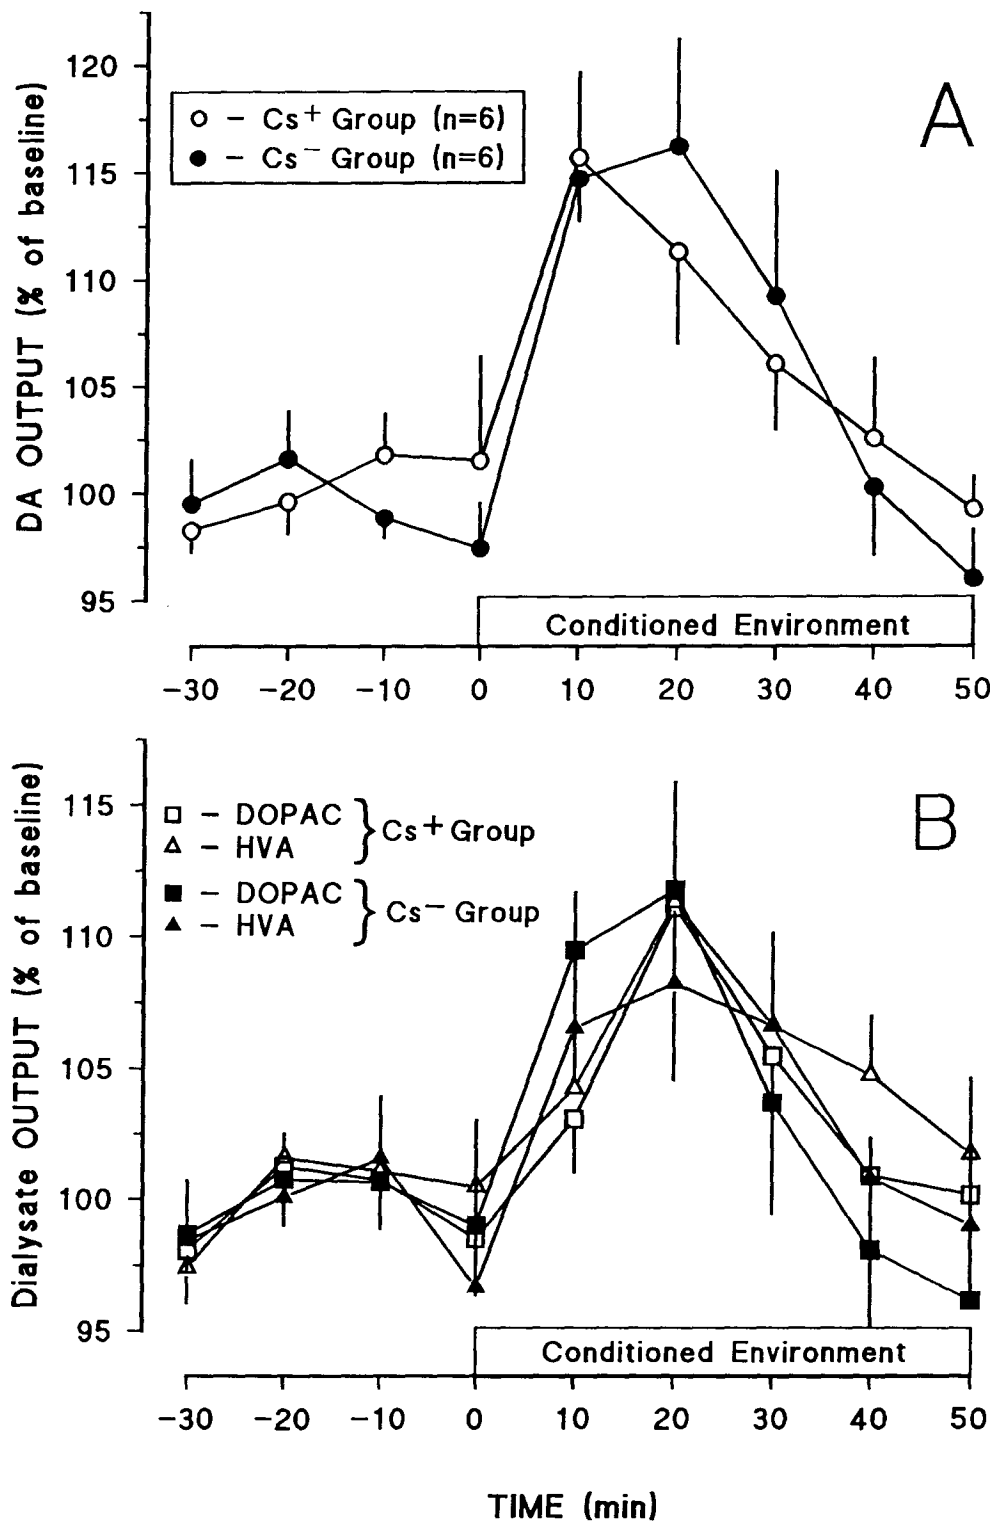 A
120
115
110
105
100
95
DA OUTPUT (% of baseline)
○ – Cs+ Group (n=6)
● – Cs– Group (n=6)
Conditioned Environment
−30 −20 −10 0 10 20 30 40 50
B
115
110
105
100
95
Dialysate OUTPUT (% of baseline)
□ – DOPAC
△ – HVA
} Cs+ Group
■ – DOPAC
▲ – HVA
} Cs– Group
Conditioned Environment
−30 −20 −10 0 10 20 30 40 50
TIME (min)